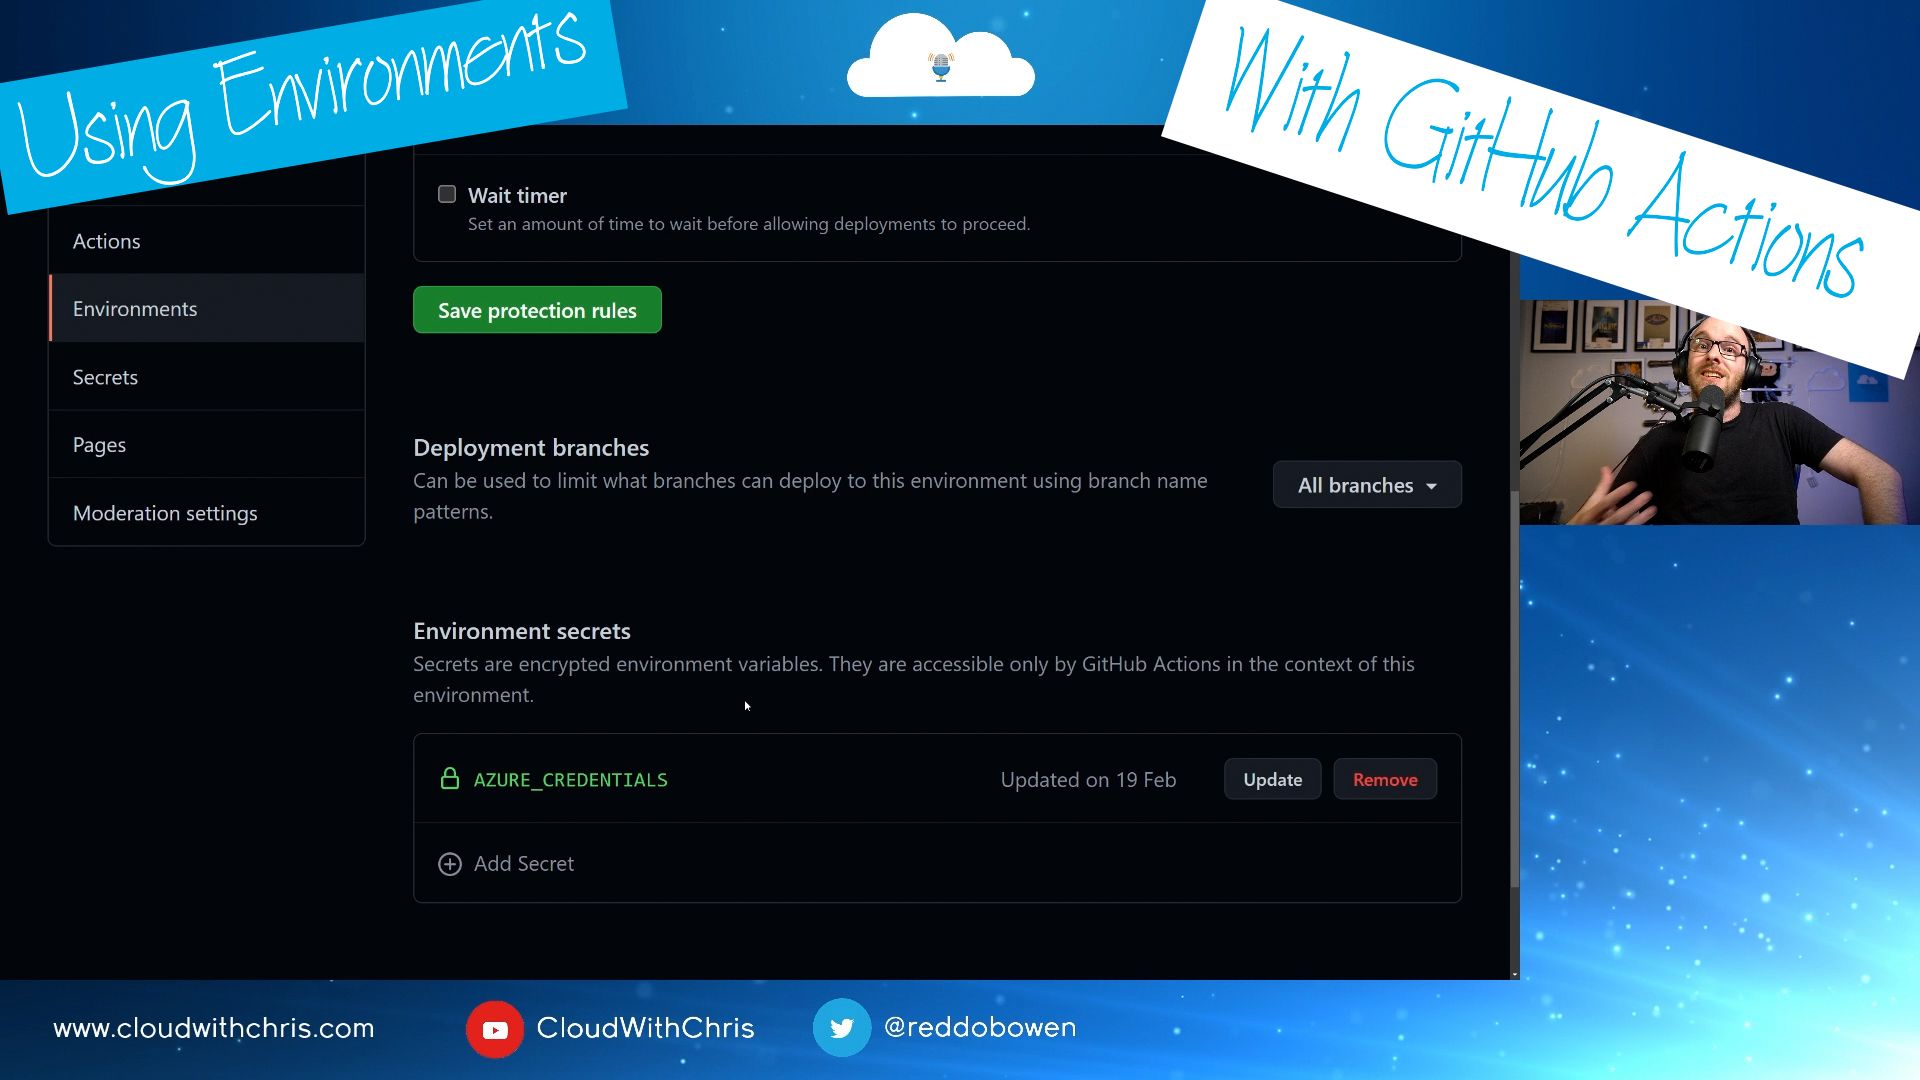 Using Environments
With GitHub Actions
Wait timer
Set an amount of time to wait before allowing deployments to proceed.
Actions
Environments
Secrets
Pages
Moderation settings
Save protection rules
Deployment branches
Can be used to limit what branches can deploy to this environment using branch name
patterns.
All branches
Environment secrets
Secrets are encrypted environment variables. They are accessible only by GitHub Actions in the context of this
environment.
AZURE_CREDENTIALS
Updated on 19 Feb
Update
Remove
Add Secret
www.cloudwithchris.com
CloudWithChris
@reddobowen